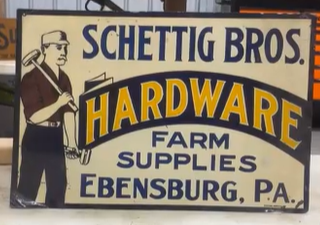 SCHETTIG BROS.
HARDWARE
FARM
SUPPLIES
EBENSBURG, PA.